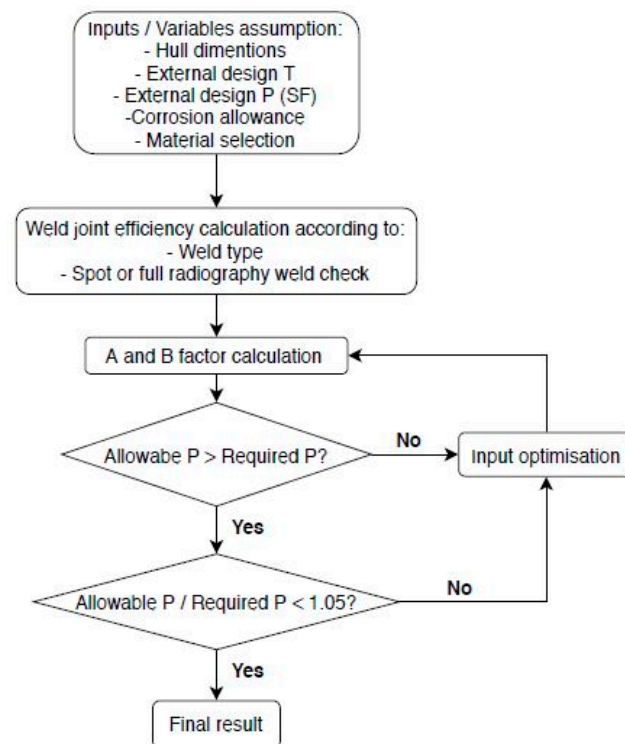 Inputs / Variables assumption:
- Hull dimentions
- External design T
- External design P (SF)
-Corrosion allowance
- Material selection
Weld joint efficiency calculation according to:
- Weld type
- Spot or full radiography weld check
A and B factor calculation
Allowabe P > Required P?
No
Input optimisation
Yes
Allowable P / Required P < 1.05?
No
Yes
Final result